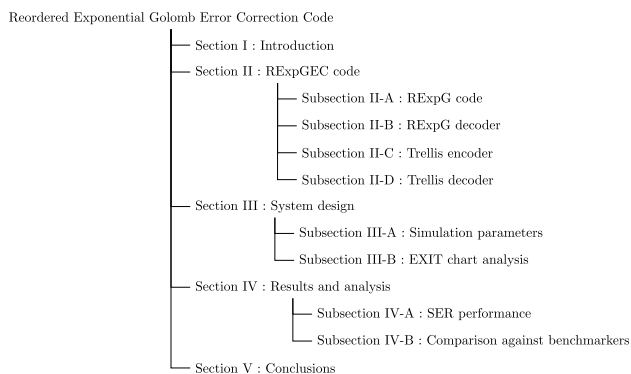 Reordered Exponential Golomb Error Correction Code
Section I : Introduction
Section II : RExpGEC code
Subsection II-A : RExpG code
Subsection II-B : RExpG decoder
Subsection II-C : Trellis encoder
Subsection II-D : Trellis decoder
Section III : System design
Subsection III-A : Simulation parameters
Subsection III-B : EXIT chart analysis
Section IV : Results and analysis
Subsection IV-A : SER performance
Subsection IV-B : Comparison against benchmarkers
Section V : Conclusions